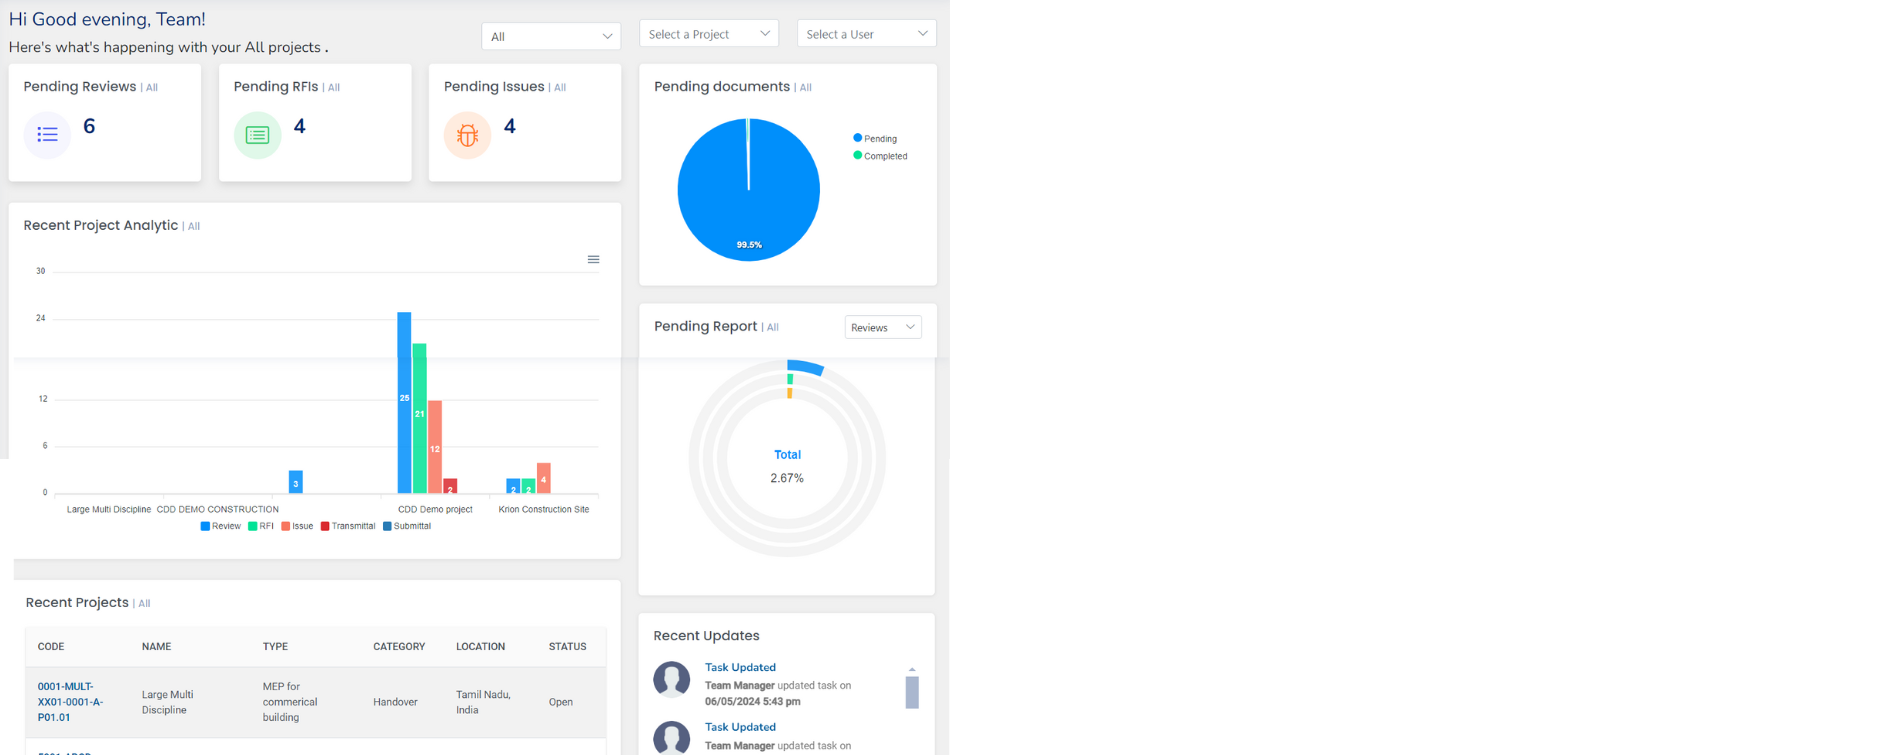 Hi Good evening, Team!
Here's what's happening with your All projects .
All
Select a Project
Select a User
Pending Reviews | All
6
Pending RFIs | All
4
Pending Issues | All
4
Pending documents | All
Pending
Completed
99.5%
Recent Project Analytic | All
30
24
12
6
0
25
21
12
2
3
2
2
4
Large Multi Discipline
CDD DEMO CONSTRUCTION
CDD Demo project
Krion Construction Site
Review
RFI
Issue
Transmittal
Submittal
Pending Report | All
Reviews
Total
2.67%
Recent Projects | All
CODE NAME TYPE CATEGORY LOCATION STATUS
0001-MULT-
XX01-0001-A-
P01.01
Large Multi
Discipline
MEP for
commerical
building
Handover
Tamil Nadu,
India
Open
Recent Updates
Task Updated
Team Manager updated task on
06/05/2024 5:43 pm
Task Updated
Team Manager updated task on